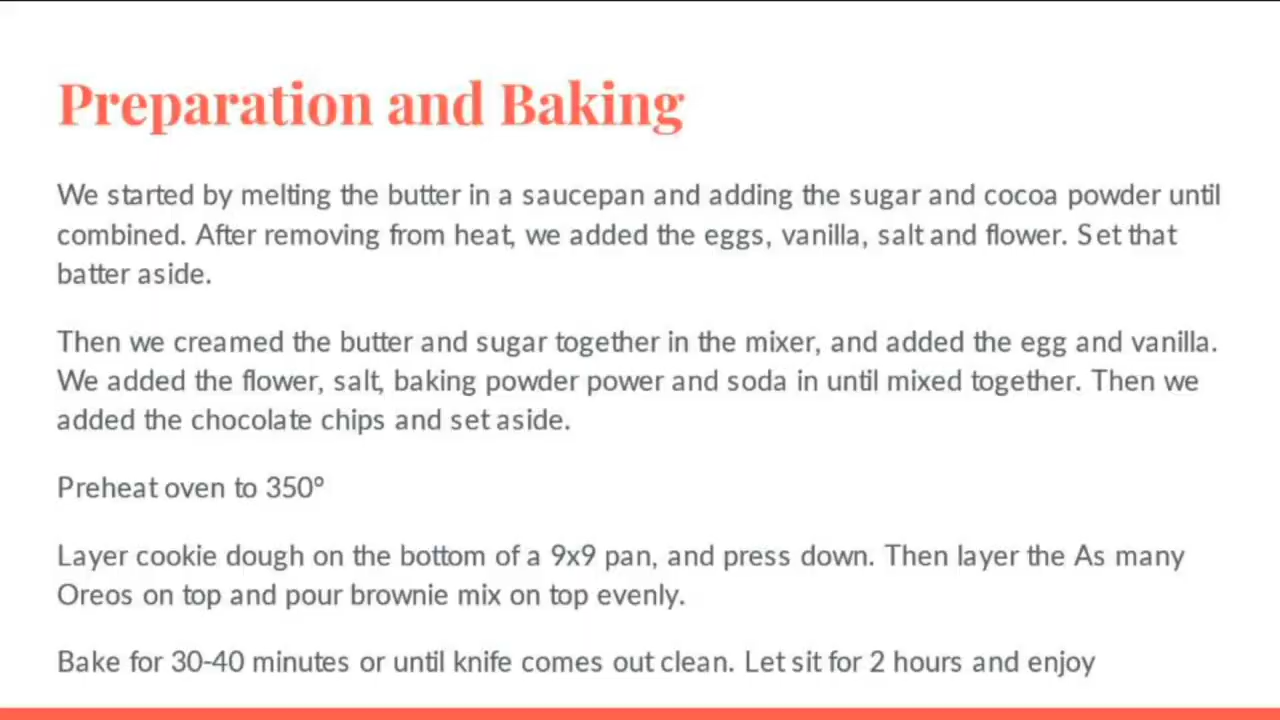 Preparation and Baking
We started by melting the butter in a saucepan and adding the sugar and cocoa powder until
combined. After removing from heat, we added the eggs, vanilla, salt and flower. Set that
batter aside.
Then we creamed the butter and sugar together in the mixer, and added the egg and vanilla.
We added the flower, salt, baking powder power and soda in until mixed together. Then we
added the chocolate chips and set aside.
Preheat oven to 350°
Layer cookie dough on the bottom of a 9x9 pan, and press down. Then layer the As many
Oreos on top and pour brownie mix on top evenly.
Bake for 30-40 minutes or until knife comes out clean. Let sit for 2 hours and enjoy